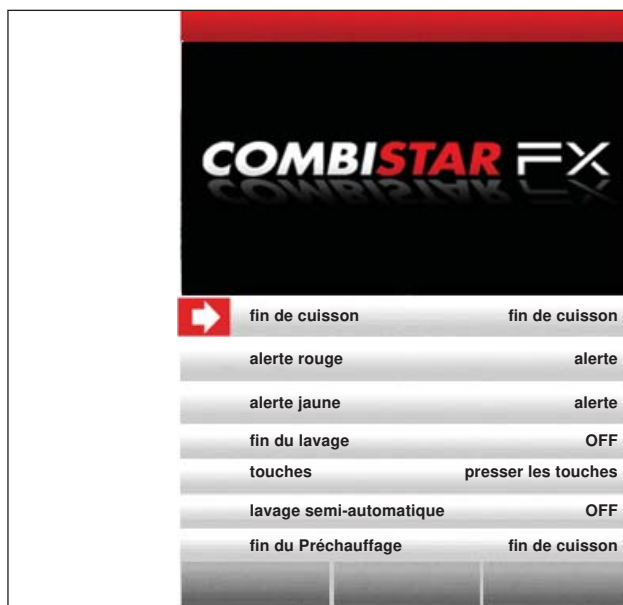 COMBISTAR FX
fin de cuisson fin de cuisson
alerte rouge alerte
alerte jaune alerte
fin du lavage OFF
touches presser les touches
lavage semi-automatique OFF
fin du Préchauffage fin de cuisson